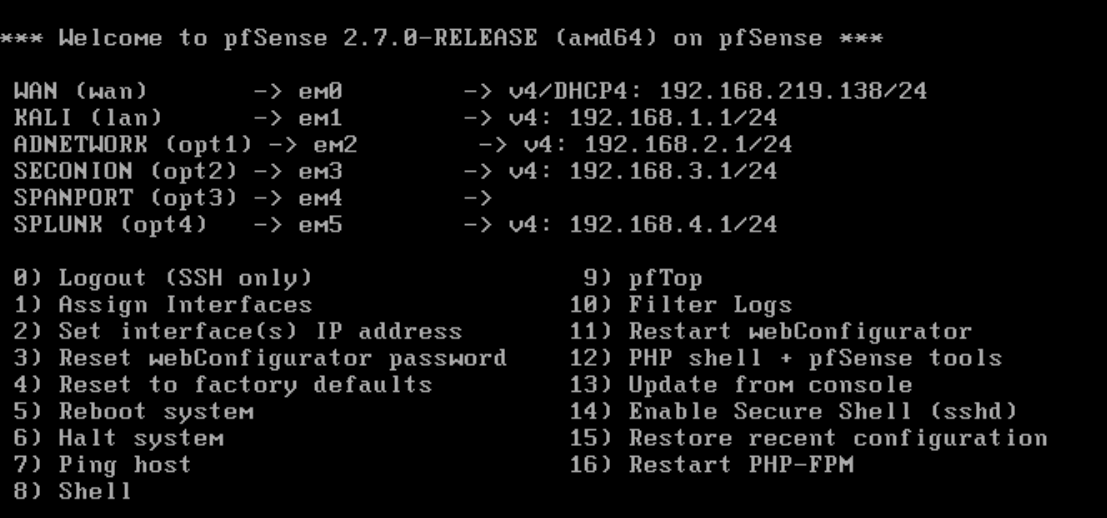 *** Welcome to pfSense 2.7.0-RELEASE (amd64) on pfSense ***
WAN (wan) -> em0 -> v4/DHCP4: 192.168.219.138/24
KALI (lan) -> em1 -> v4: 192.168.1.1/24
ADNETWORK (opt1) -> em2 -> v4: 192.168.2.1/24
SECONION (opt2) -> em3 -> v4: 192.168.3.1/24
SPANPORT (opt3) -> em4 ->
SPLUNK (opt4) -> em5 -> v4: 192.168.4.1/24
0) Logout (SSH only) 9) pfTop
1) Assign Interfaces 10) Filter Logs
2) Set interface(s) IP address 11) Restart webConfigurator
3) Reset webConfigurator password 12) PHP shell + pfSense tools
4) Reset to factory defaults 13) Update from console
5) Reboot system 14) Enable Secure Shell (sshd)
6) Halt system 15) Restore recent configuration
7) Ping host 16) Restart PHP-FPM
8) Shell